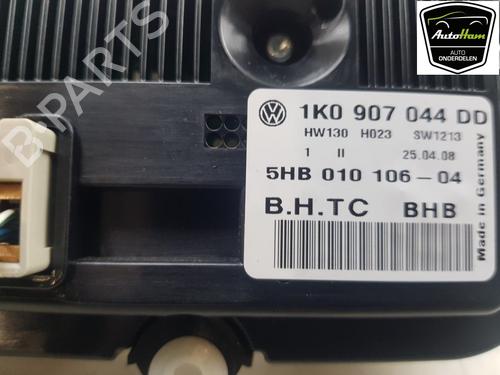 AutoHam
AUTO
ONDERDELEN
B-PARTS
1K0 907 044 DD
HW130 H023 SW1213
1 II 25.04.08
5HB 010 106-04
B.H.TC BHB
Made in Germany